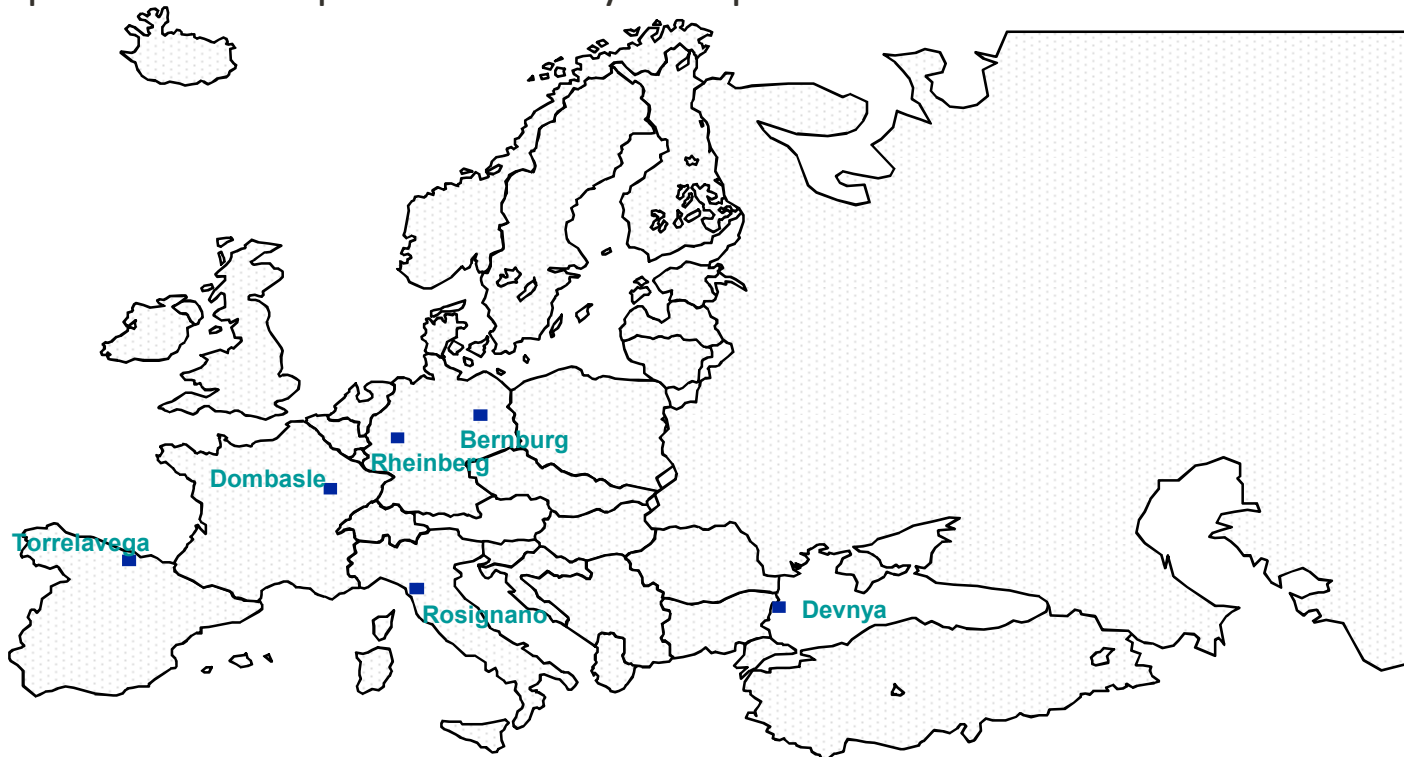 Bernburg
Rheinberg
Dombasle
Torrelavega
Rosignano
Devnya